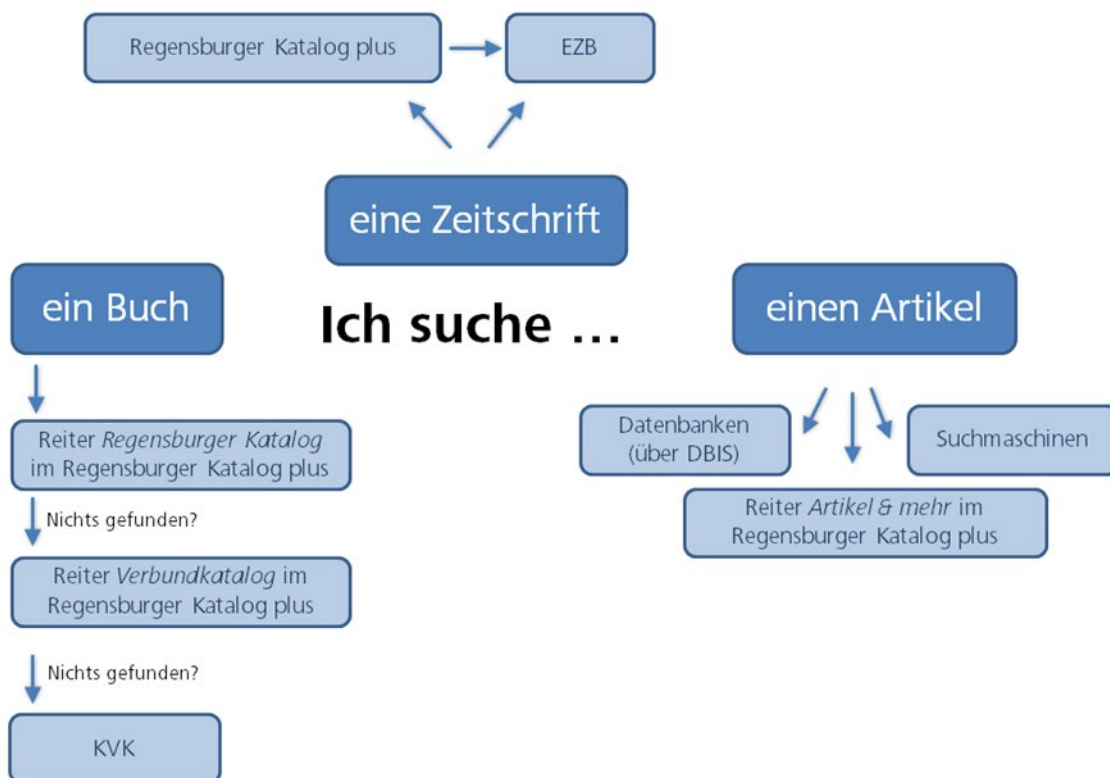 Regensburger Katalog plus
EZB
eine Zeitschrift
ein Buch
Ich suche ...
einen Artikel
Reiter Regensburger Katalog
im Regensburger Katalog plus
Nichts gefunden?
Reiter Verbundkatalog im
Regensburger Katalog plus
Nichts gefunden?
KVK
Datenbanken
(über DBIS)
Suchmaschinen
Reiter Artikel & mehr im
Regensburger Katalog plus